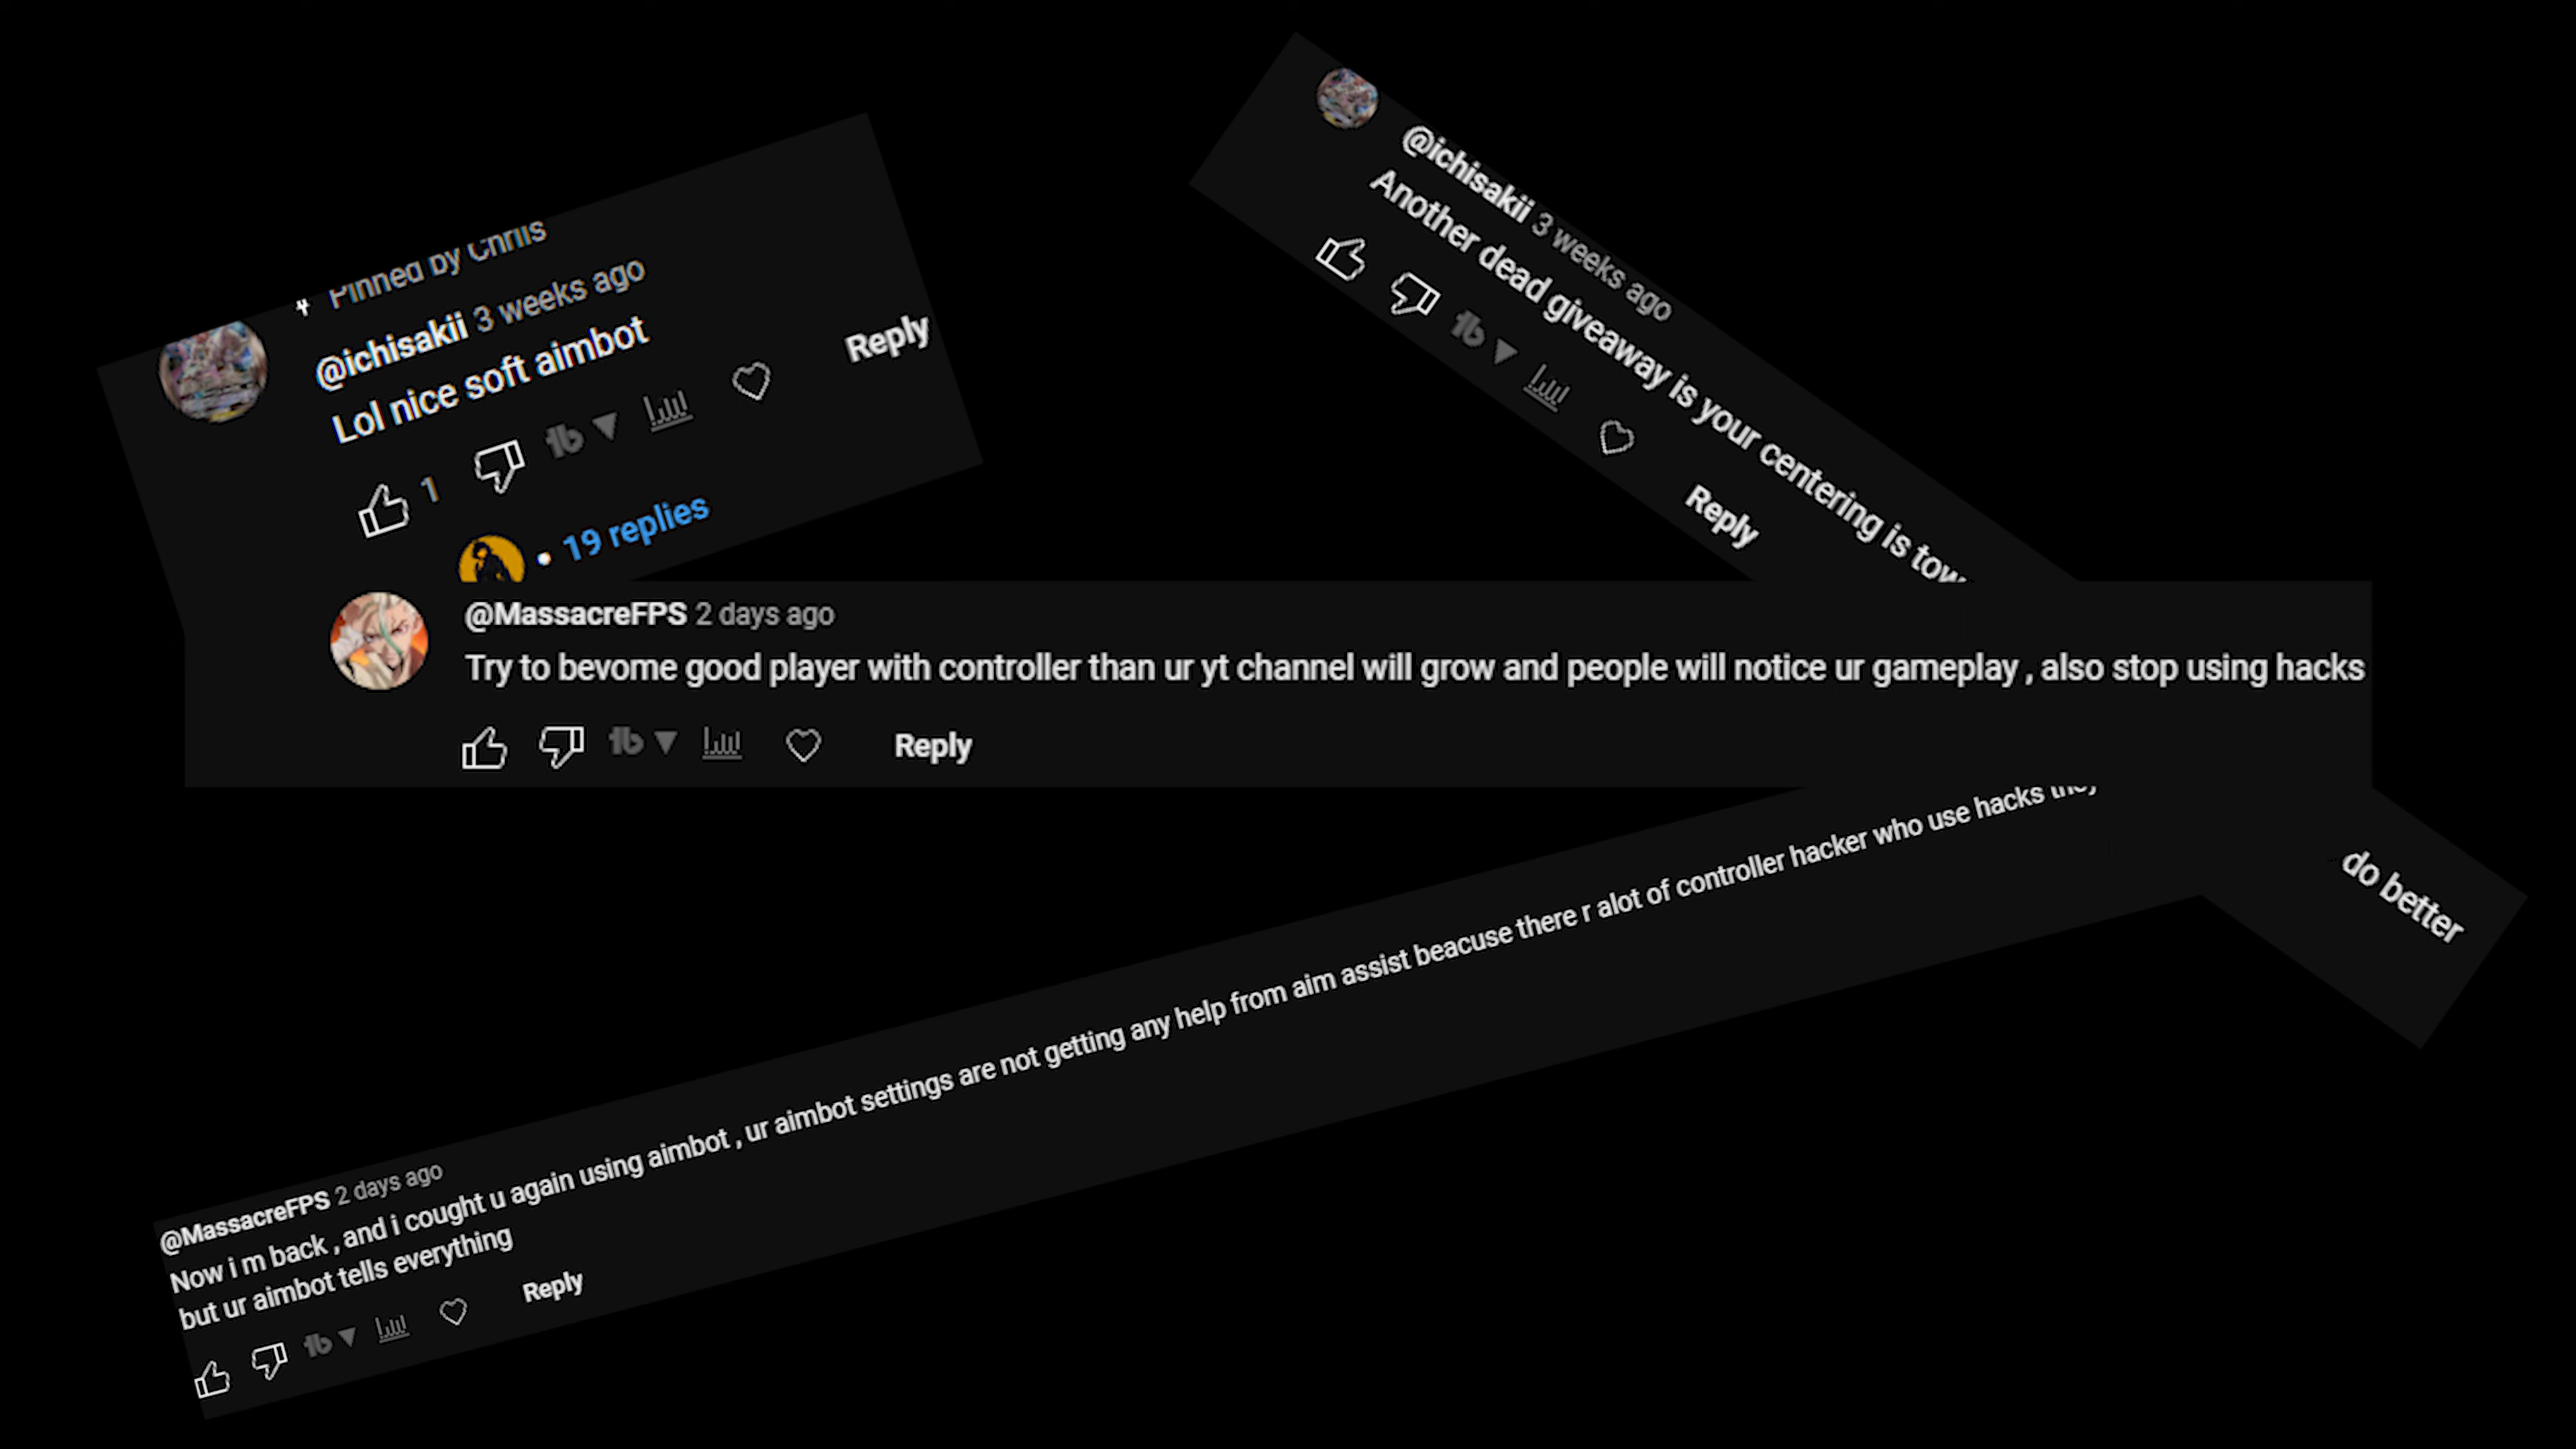 Pinned by Chriis
@ichisakii 3 weeks ago
Lol nice soft aimbot
1
Reply
19 replies
@ichisakii 3 weeks ago
Another dead giveaway is your centering is
do better
Reply
@MassacreFPS 2 days ago
Try to bevome good player with controller than ur yt channel will grow and people will notice ur gameplay , also stop using hacks
Reply
@MassacreFPS 2 days ago
Now i m back , and i cought u again using aimbot , ur aimbot settings are not getting any help from aim assist beacuse there r alot of controller hacker who use hacks they
but ur aimbot tells everything
Reply